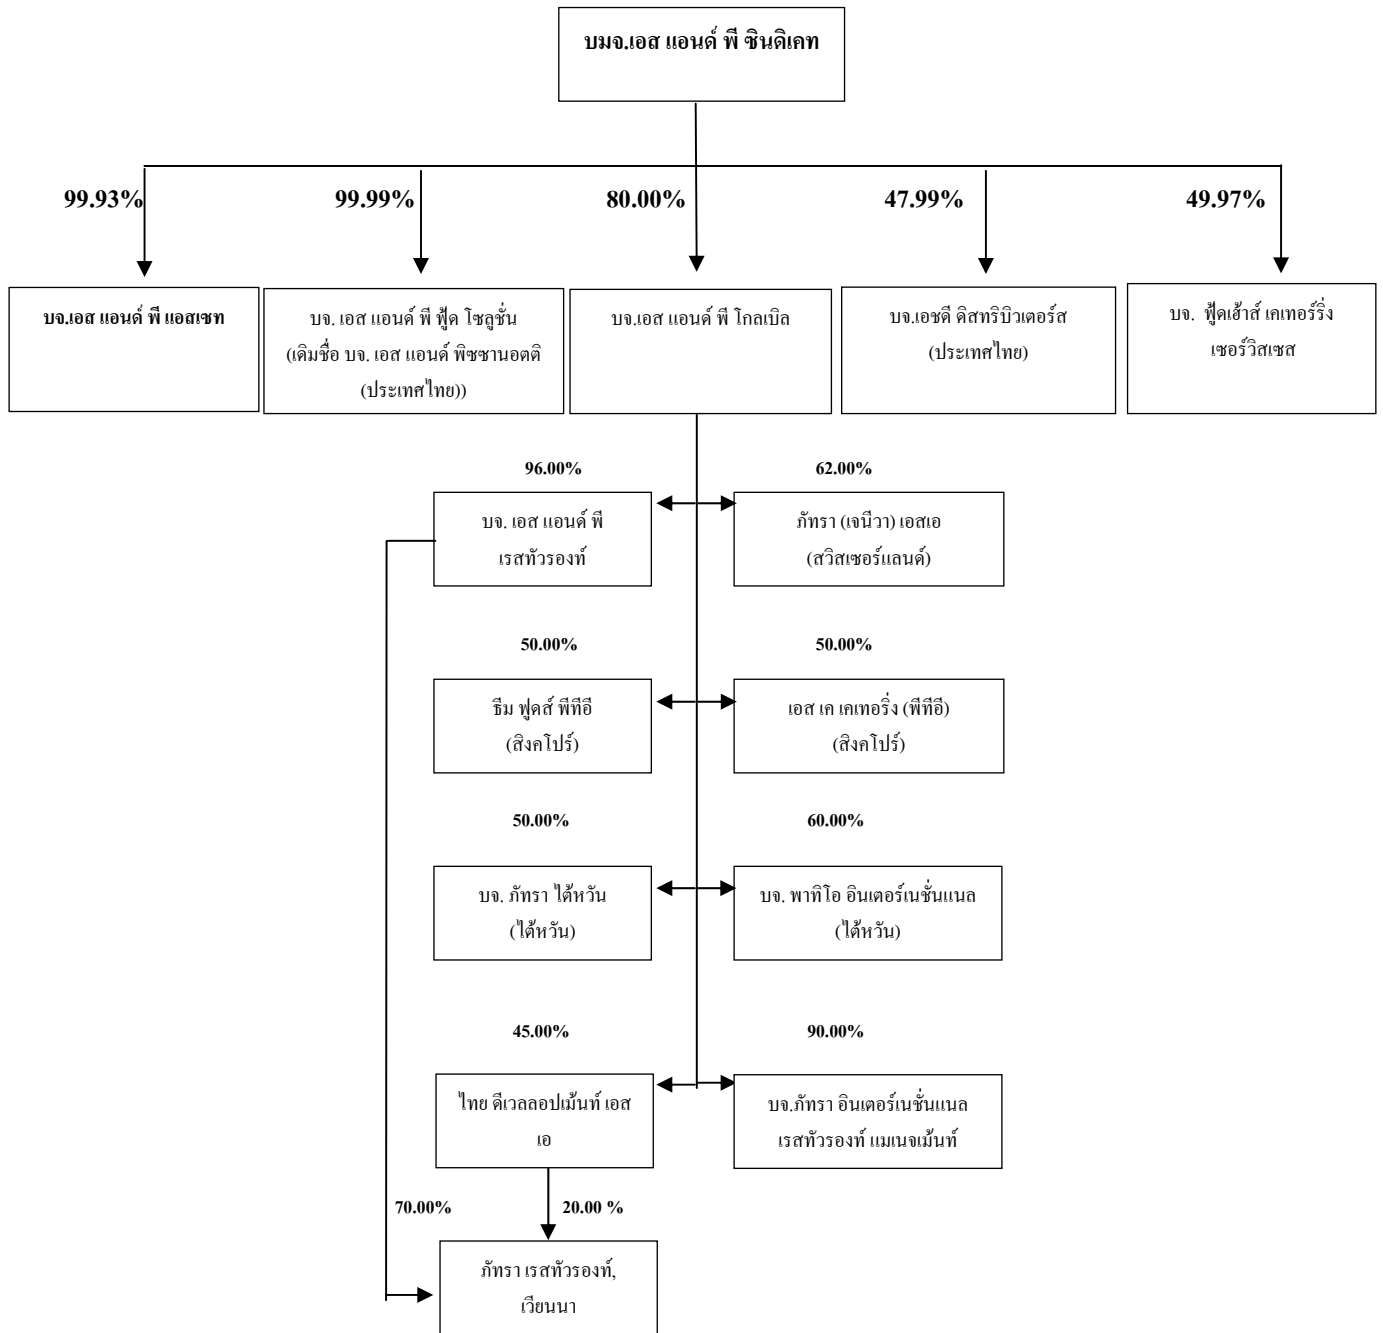 บมจ.เอส แอนด์ พี ซินดิเคท
99.93%
99.99%
80.00%
47.99%
49.97%
บจ.เอส แอนด์ พี แอสเซท
บจ. เอส แอนด์ พี ฟู้ด โซลูชั่น
(เดิมชื่อ บจ. เอส แอนด์ พิซซานอตติ
(ประเทศไทย))
บจ.เอส แอนด์ พี โกลเบิล
บจ.เอชดี ดิสทริบิวเตอร์ส
(ประเทศไทย)
บจ. ฟู้ดเฮ้าส์ เคเทอร์ริ่ง
เซอร์วิสเซส
96.00%
62.00%
บจ. เอส แอนด์ พี
เรสทัวรองท์
ภัทรา (เจนีวา) เอสเอ
(สวิสเซอร์แลนด์)
50.00%
50.00%
ธีม ฟูดส์ พีทีอี
(สิงคโปร์)
เอส เค เคเทอริ่ง (พีทีอี)
(สิงคโปร์)
50.00%
60.00%
บจ. ภัทรา ไต้หวัน
(ไต้หวัน)
บจ. พาทิโอ อินเตอร์เนชั่นแนล
(ไต้หวัน)
45.00%
90.00%
ไทย ดีเวลลอปเม้นท์ เอส
เอ
บจ.ภัทรา อินเตอร์เนชั่นแนล
เรสทัวรองท์ แมเนจเม้นท์
70.00%
20.00 %
ภัทรา เรสทัวรองท์,
เวียนนา